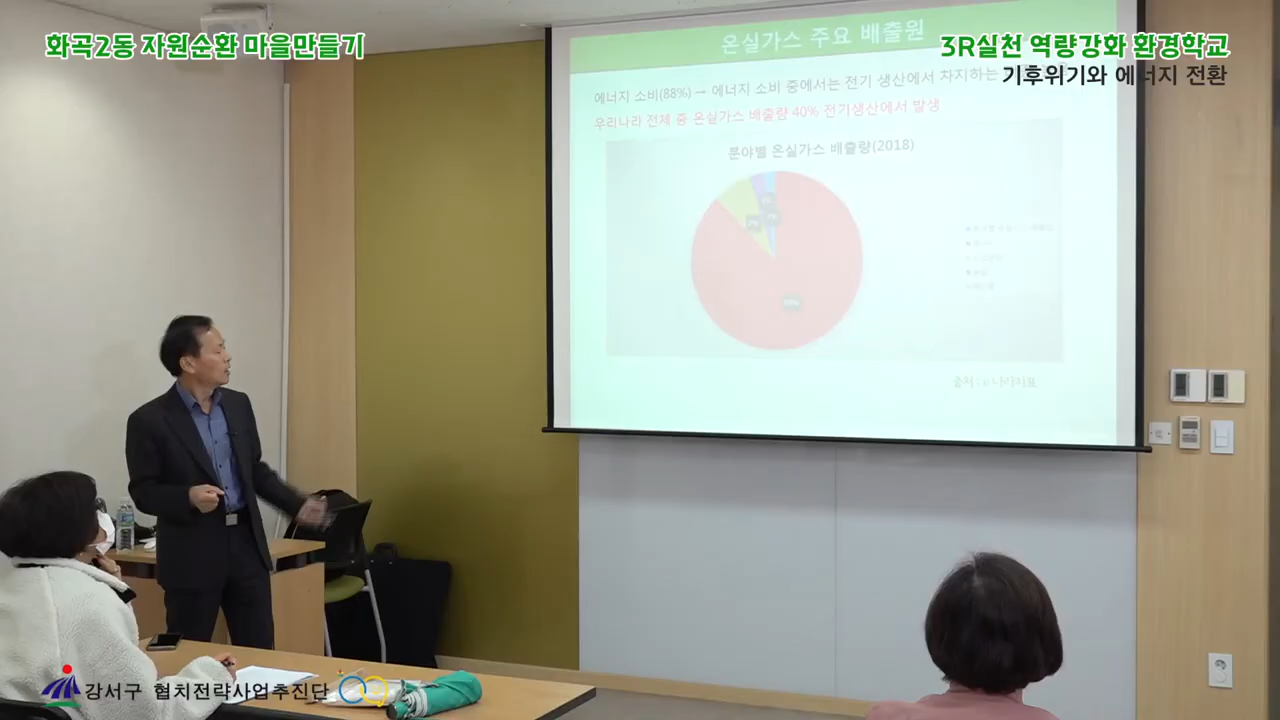 화곡2동 자원순환 마을만들기
3R실천 역량강화 환경학교
기후위기와 에너지 전환
온실가스 주요 배출원
에너지 소비(88%) → 에너지 소비 중에서는 전기 생산에서 차지하는
우리나라 전체 중 온실가스 배출량 40% 전기생산에서 발생
분야별 온실가스 배출량(2018)
강서구 협치전략사업추진단